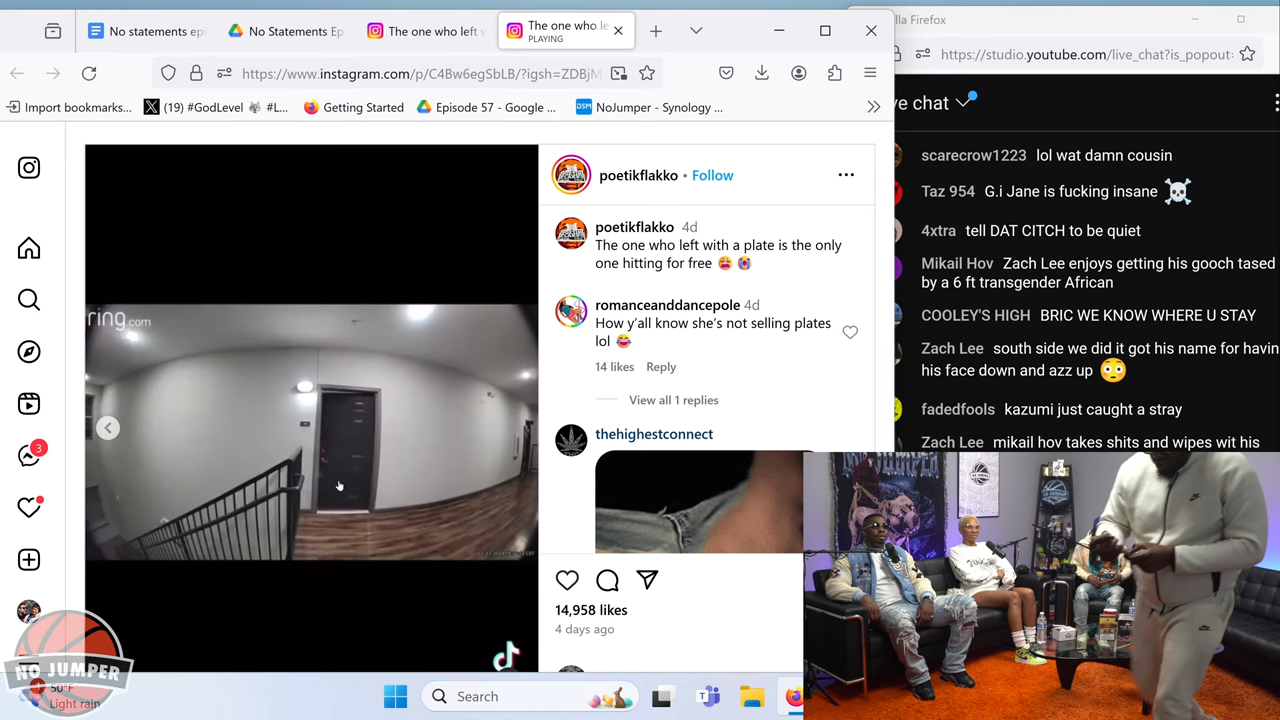 No statements epi
No Statements Ep
The one who left w
The one who le
PLAYING
lla Firefox
https://www.instagram.com/p/C4Bw6egSbLB/?igsh=ZDBjM
https://studio.youtube.com/live_chat?is_popout
Import bookmarks...
(19) #GodLevel 🐺 #L...
Getting Started
Episode 57 - Google ...
DSM
NoJumper - Synology ...
ve chat
poetikflakko • Follow
poetikflakko 4d
The one who left with a plate is the only
one hitting for free 😩 😭
romanceanddancepole 4d
How y'all know she's not selling plates
lol 😂
14 likes Reply
View all 1 replies
thehighestconnect
14,958 likes
4 days ago
ring.com
3
scarecrow1223 lol wat damn cousin
Taz 954 G.i Jane is fucking insane ☠️
4xtra tell DAT CITCH to be quiet
Mikail Hov Zach Lee enjoys getting his gooch tased
by a 6 ft transgender African
COOLEY'S HIGH BRIC WE KNOW WHERE U STAY
Zach Lee south side we did it got his name for havin
his face down and azz up 😳
fadedfools kazumi just caught a stray
Zach Lee mikail hov takes shits and wipes wit his
NO JUMPER
NO JUMPER
50°F
Light rain
Search